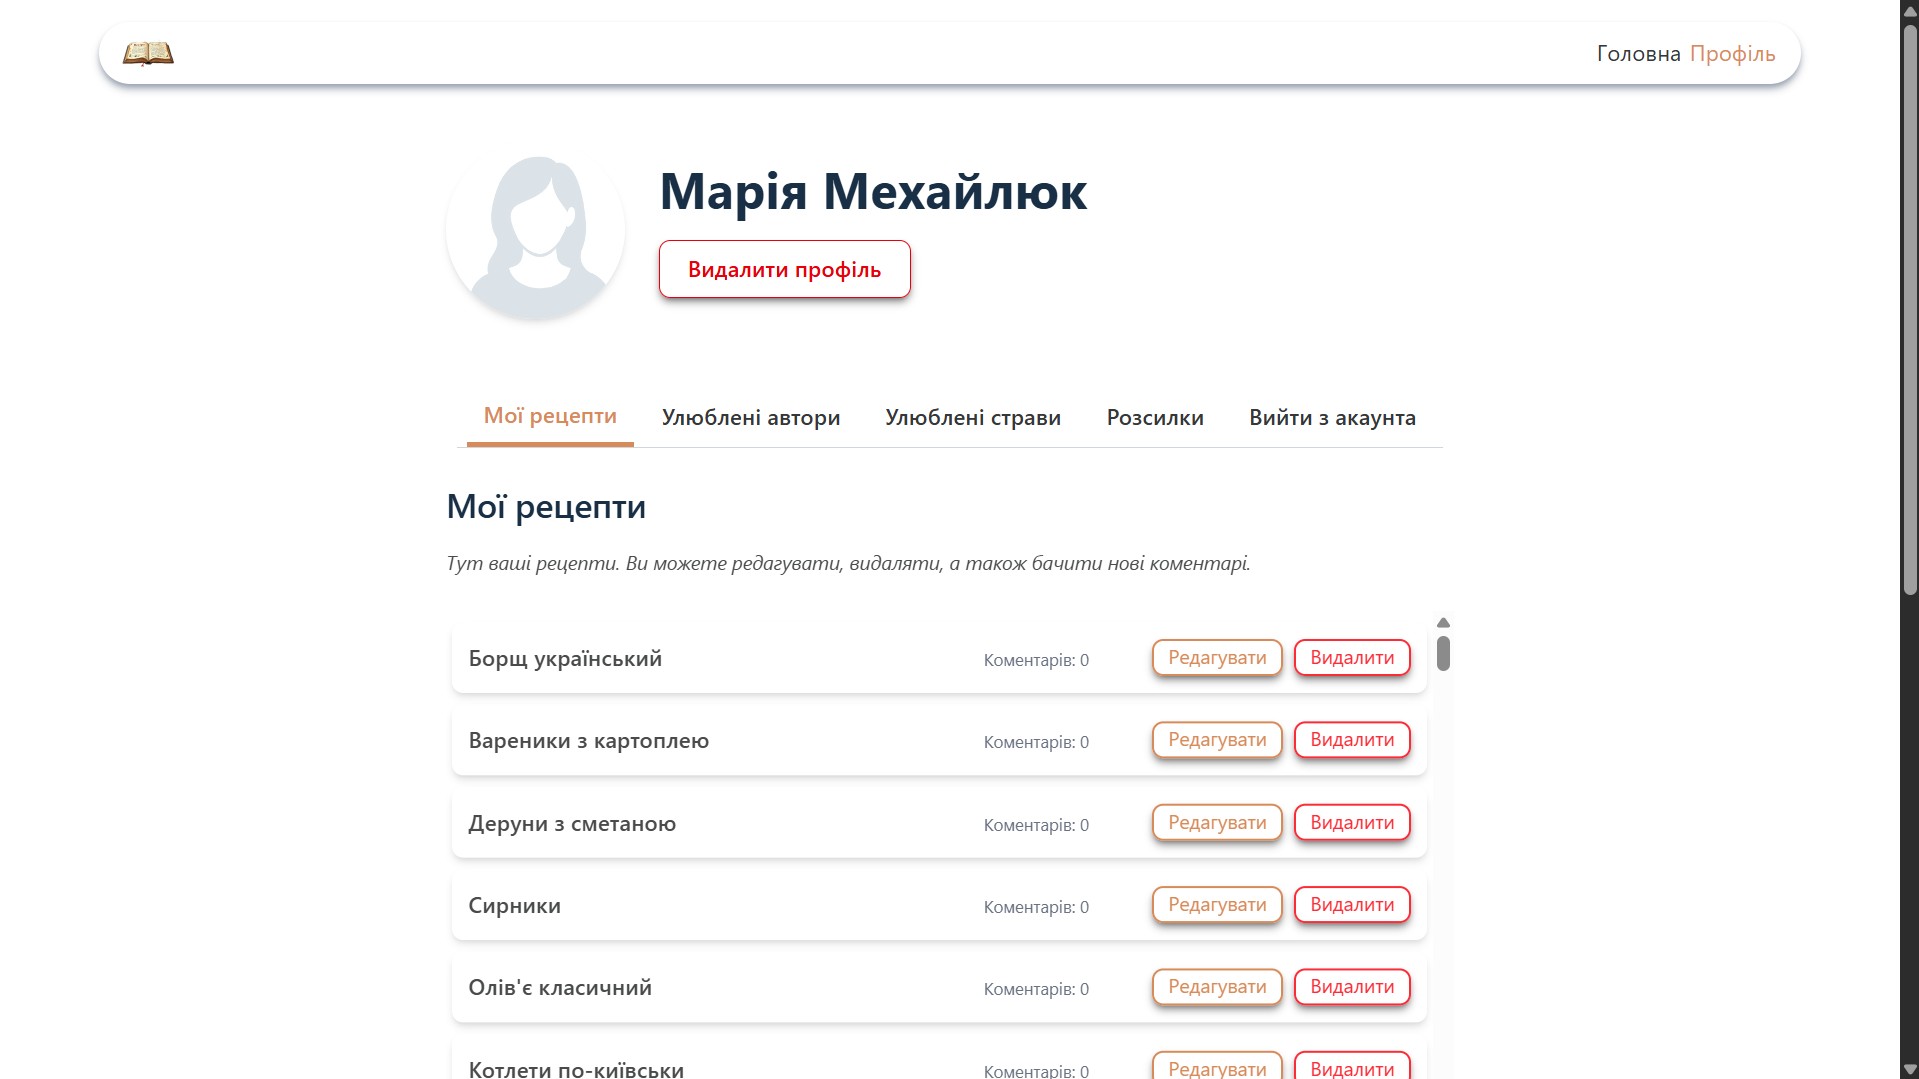 Головна Профіль
Марія Мехайлюк
Видалити профіль
Мої рецепти Улюблені автори Улюблені страви Розсилки Вийти з акаунта
Мої рецепти
Тут ваші рецепти. Ви можете редагувати, видаляти, а також бачити нові коментарі.
Борщ український Коментарів: 0 Редагувати Видалити
Вареники з картоплею Коментарів: 0 Редагувати Видалити
Деруни з сметаною Коментарів: 0 Редагувати Видалити
Сирники Коментарів: 0 Редагувати Видалити
Олів'є класичний Коментарів: 0 Редагувати Видалити
Котлети по-київськи Коментарів: 0 Редагувати Видалити